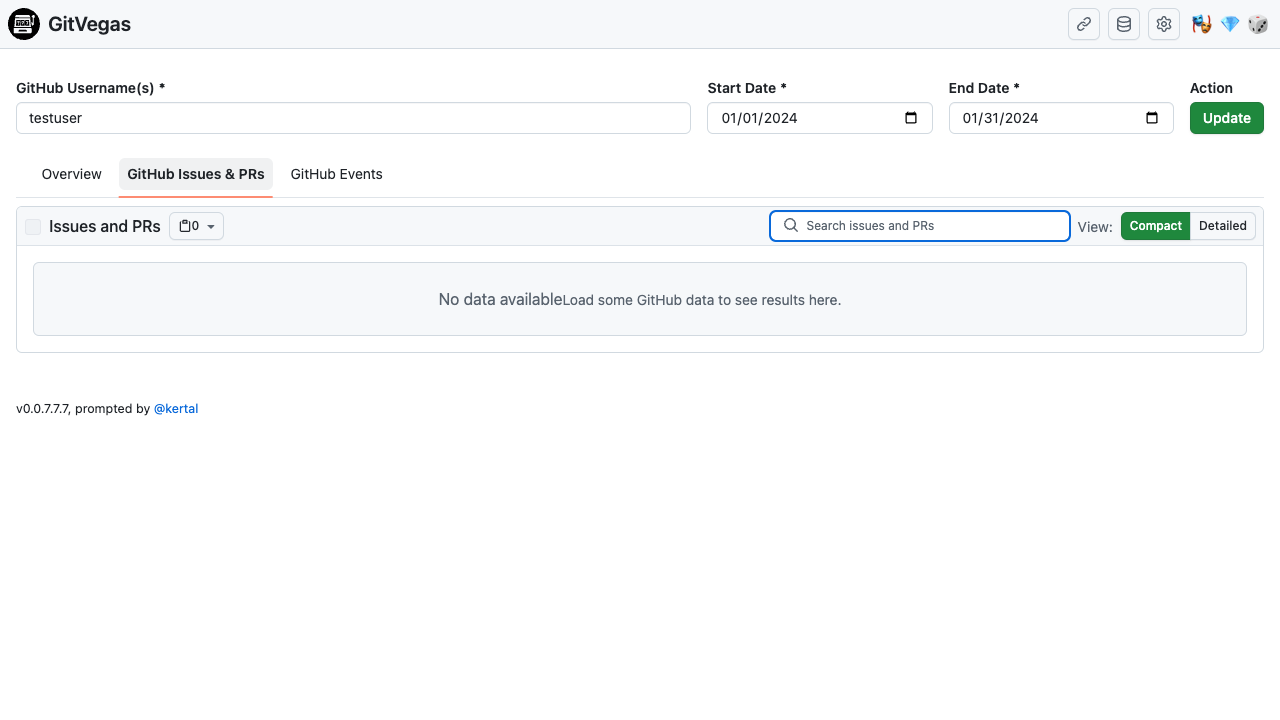 GitVegas
GitHub Username(s) *
Start Date *
End Date *
Action
testuser
01/01/2024
01/31/2024
Update
Overview
GitHub Issues & PRs
GitHub Events
Issues and PRs
0
Search issues and PRs
View:
Compact
Detailed
No data availableLoad some GitHub data to see results here.
v0.0.7.7.7, prompted by @kertal